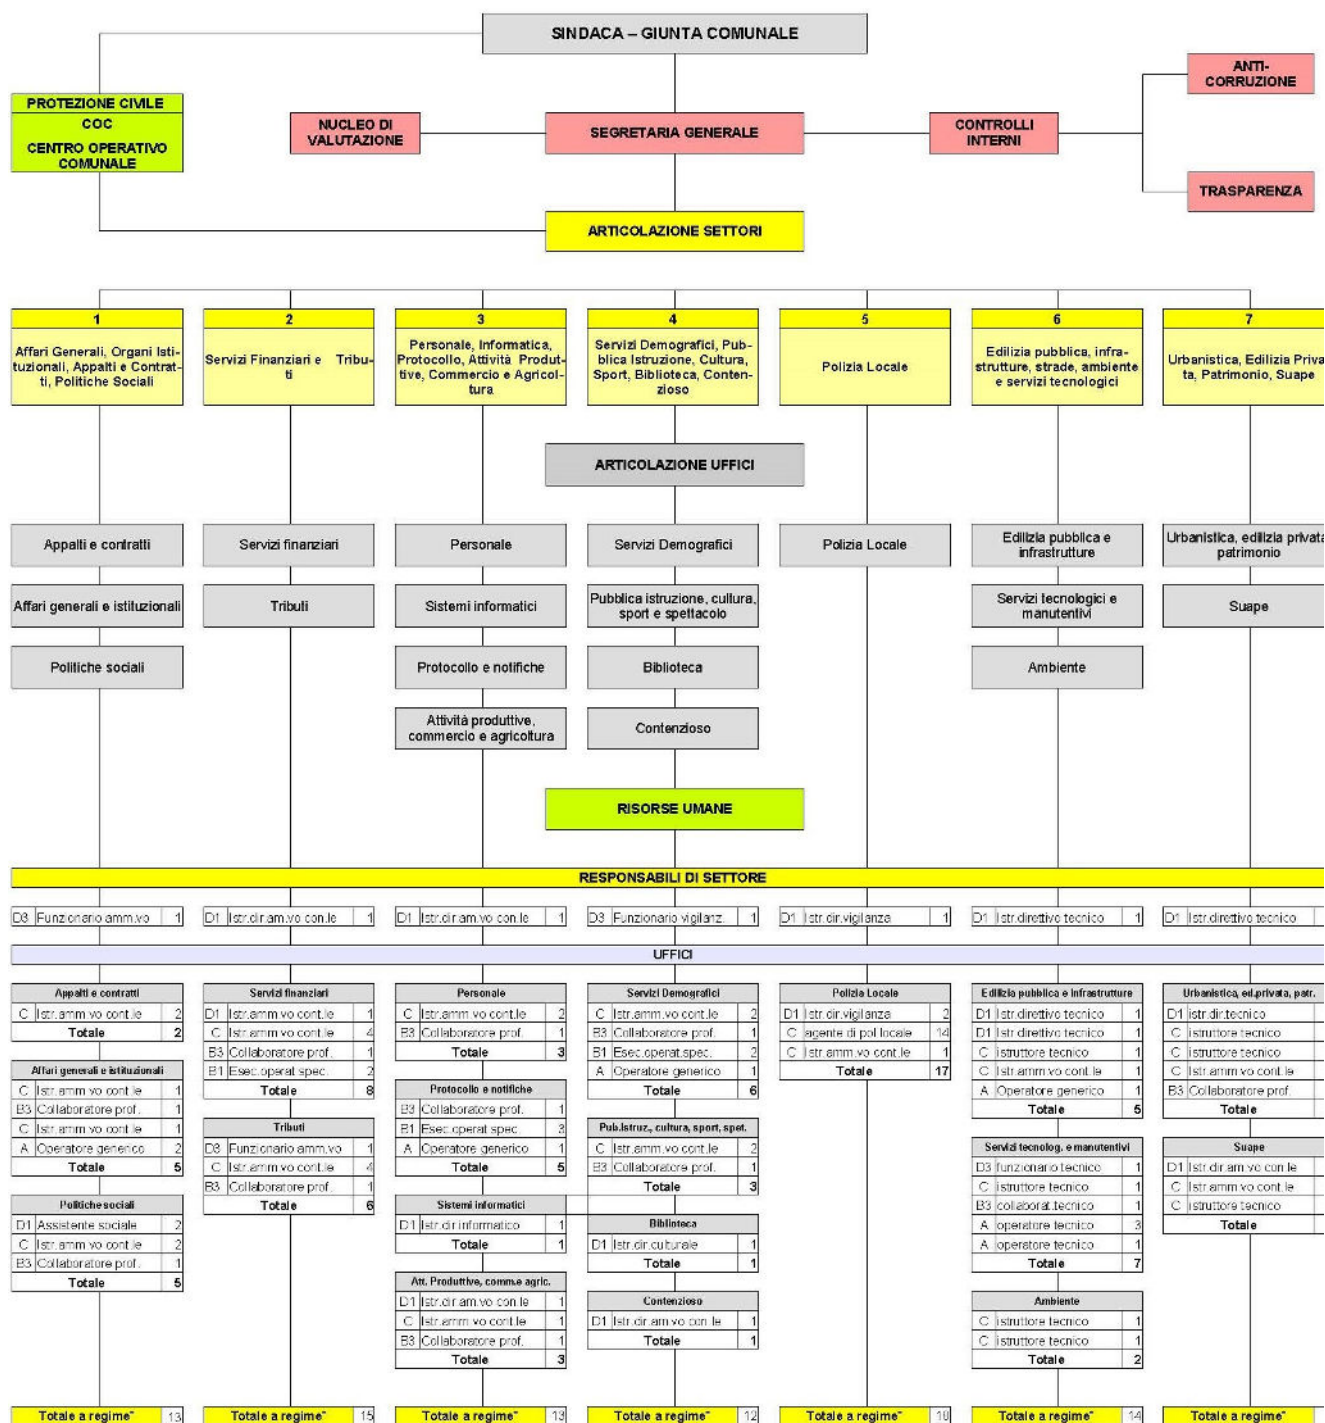 SINDACA – GIUNTA COMUNALE
ANTI-
CORRUZIONE
PROTEZIONE CIVILE
COC
CENTRO OPERATIVO
COMUNALE
NUCLEO DI
VALUTAZIONE
SEGRETARIA GENERALE
CONTROLLI
INTERNI
TRASPARENZA
ARTICOLAZIONE SETTORI
1
Affari Generali, Organi Isti-
tuzionali, Appalti e Contrat-
ti, Politiche Sociali
2
Servizi Finanziari e Tribu-
ti
3
Personale, Informatica,
Protocollo, Attività Produt-
tive, Commercio e Agricol-
tura
4
Servizi Demografici, Pub-
blica Istruzione, Cultura,
Sport, Biblioteca, Conten-
zioso
5
Polizia Locale
6
Edilizia pubblica, infra-
strutture, strade, ambiente
e servizi tecnologici
7
Urbanistica, Edilizia Priva
ta, Patrimonio, Suape
ARTICOLAZIONE UFFICI
Appalti e contratti
Affari generali e istituzionali
Politiche sociali
Servizi finanziari
Tributi
Personale
Sistemi informatici
Protocollo e notifiche
Attività produttive,
commercio e agricoltura
Servizi Demografici
Pubblica istruzione, cultura,
sport e spettacolo
Biblioteca
Contenzioso
Polizia Locale
Edilizia pubblica e
infrastrutture
Servizi tecnologici e
manutentivi
Ambiente
Urbanistica, edilizia privata
patrimonio
Suape
RISORSE UMANE
RESPONSABILI DI SETTORE
D3 Funzionario amm.vo 1
D1 Istr.dir.am.vo con.le 1
D1 Istr.dir.am.vo con.le 1
D3 Funzionario vigilanz. 1
D1 Istr.dir.vigilanza 1
D1 Istr.direttivo tecnico 1
D1 Istr.direttivo tecnico
UFFICI
Appalti e contratti
C Istr.amm.vo cont.le 2
Totale 2
Affari generali e istituzionali
C Istr.amm.vo cont.le 1
B3 Collaboratore prof. 1
C Istr.amm.vo cont.le 1
A Operatore generico 2
Totale 5
Politiche sociali
D1 Assistente sociale 2
C Istr.amm.vo cont.le 2
B3 Collaboratore prof. 1
Totale 5
Servizi finanziari
D1 Istr.dir.am.vo cont.le 1
C Istr.amm.vo cont.le 4
B3 Collaboratore prof. 1
B1 Esec.operat.spec. 2
Totale 8
Tributi
D3 Funzionario amm.vo 1
C Istr.amm.vo cont.le 4
B3 Collaboratore prof. 1
Totale 6
Personale
C Istr.amm.vo cont.le 2
B3 Collaboratore prof. 1
Totale 3
Protocollo e notifiche
B3 Collaboratore prof. 1
B1 Esec.operat.spec. 3
A Operatore generico 1
Totale 5
Sistemi informatici
D1 Istr.dir.informatico 1
Totale 1
Att. Produttive, comm.e agric.
D1 Istr.dir.am.vo con.le 1
C Istr.amm.vo cont.le 1
B3 Collaboratore prof. 1
Totale 3
Servizi Demografici
C Istr.amm.vo cont.le 2
B3 Collaboratore prof. 1
B1 Esec.operat.spec. 2
A Operatore generico 1
Totale 6
Pub.Istruz., cultura, sport, spet.
C Istr.amm.vo cont.le 2
B3 Collaboratore prof. 1
Totale 3
Biblioteca
D1 Istr.dir.culturale 1
Totale 1
Contenzioso
D1 Istr.dir.am.vo con.le 1
Totale 1
Polizia Locale
D1 Istr.dir.vigilanza 2
C agente di pol.locale 14
C Istr.amm.vo cont.le 1
Totale 17
Edilizia pubblica e infrastrutture
D1 Istr.direttivo tecnico 1
D1 Istr.direttivo tecnico 1
C istruttore tecnico 1
C Istr.amm.vo cont.le 1
A Operatore generico 1
Totale 5
Servizi tecnolog. e manutentivi
D3 funzionario tecnico 1
C istruttore tecnico 1
B3 collaborat.tecnico 1
A operatore tecnico 3
A operatore tecnico 1
Totale 7
Ambiente
C istruttore tecnico 1
C istruttore tecnico 1
Totale 2
Urbanistica, ed.privata, patr.
D1 istr.dir.tecnico
C istruttore tecnico
C istruttore tecnico
C istruttore tecnico
B3 Collaboratore prof.
Totale
Suape
D1 Istr.dir.am.vo con.le
C Istr.amm.vo cont.le
C istruttore tecnico
Totale
Totale a regime* 13
Totale a regime* 15
Totale a regime* 13
Totale a regime* 12
Totale a regime* 18
Totale a regime* 14
Totale a regime*